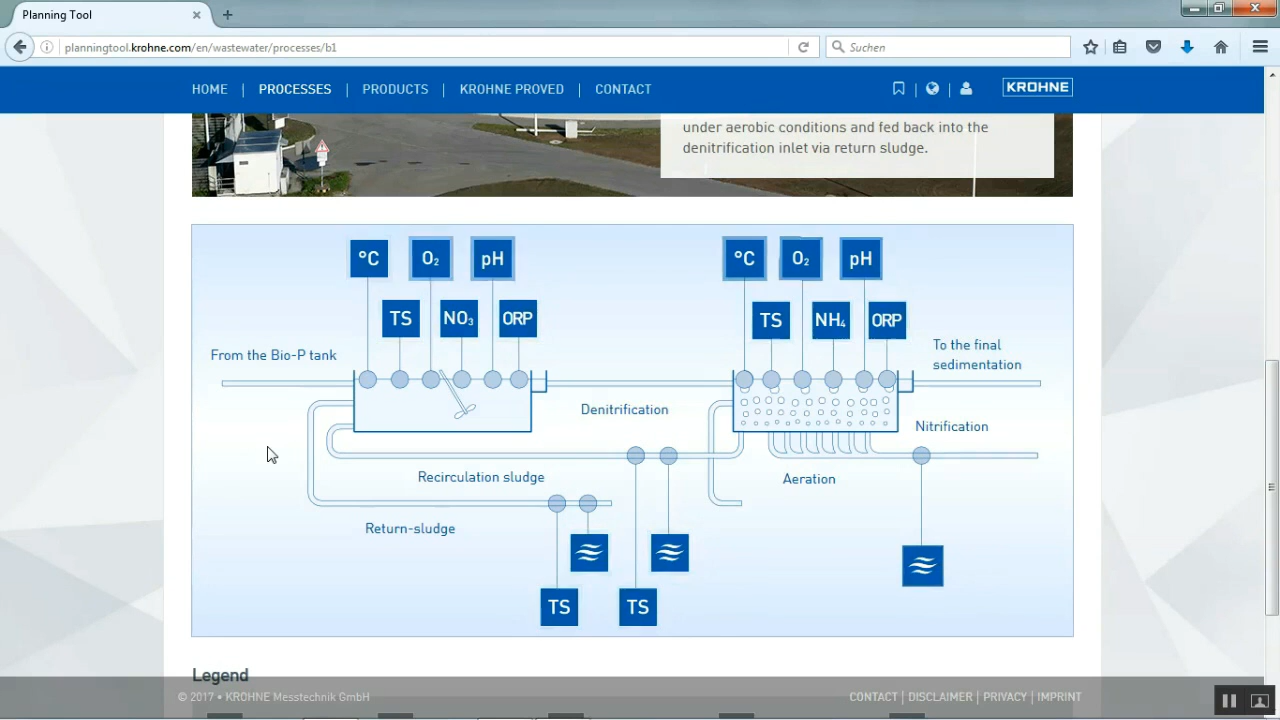 Planning Tool
planningtool.krohne.com/en/wastewater/processes/b1
Suchen
HOME | PROCESSES | PRODUCTS | KROHNE PROVED | CONTACT
KROHNE
under aerobic conditions and fed back into the
denitrification inlet via return sludge.
°C O₂ pH °C O₂ pH
TS NO₃ ORP TS NH₄ ORP
From the Bio-P tank
To the final
sedimentation
Denitrification
Nitrification
Recirculation sludge
Aeration
Return-sludge
TS TS
Legend
© 2017 • KROHNE Messtechnik GmbH
CONTACT | DISCLAIMER | PRIVACY | IMPRINT